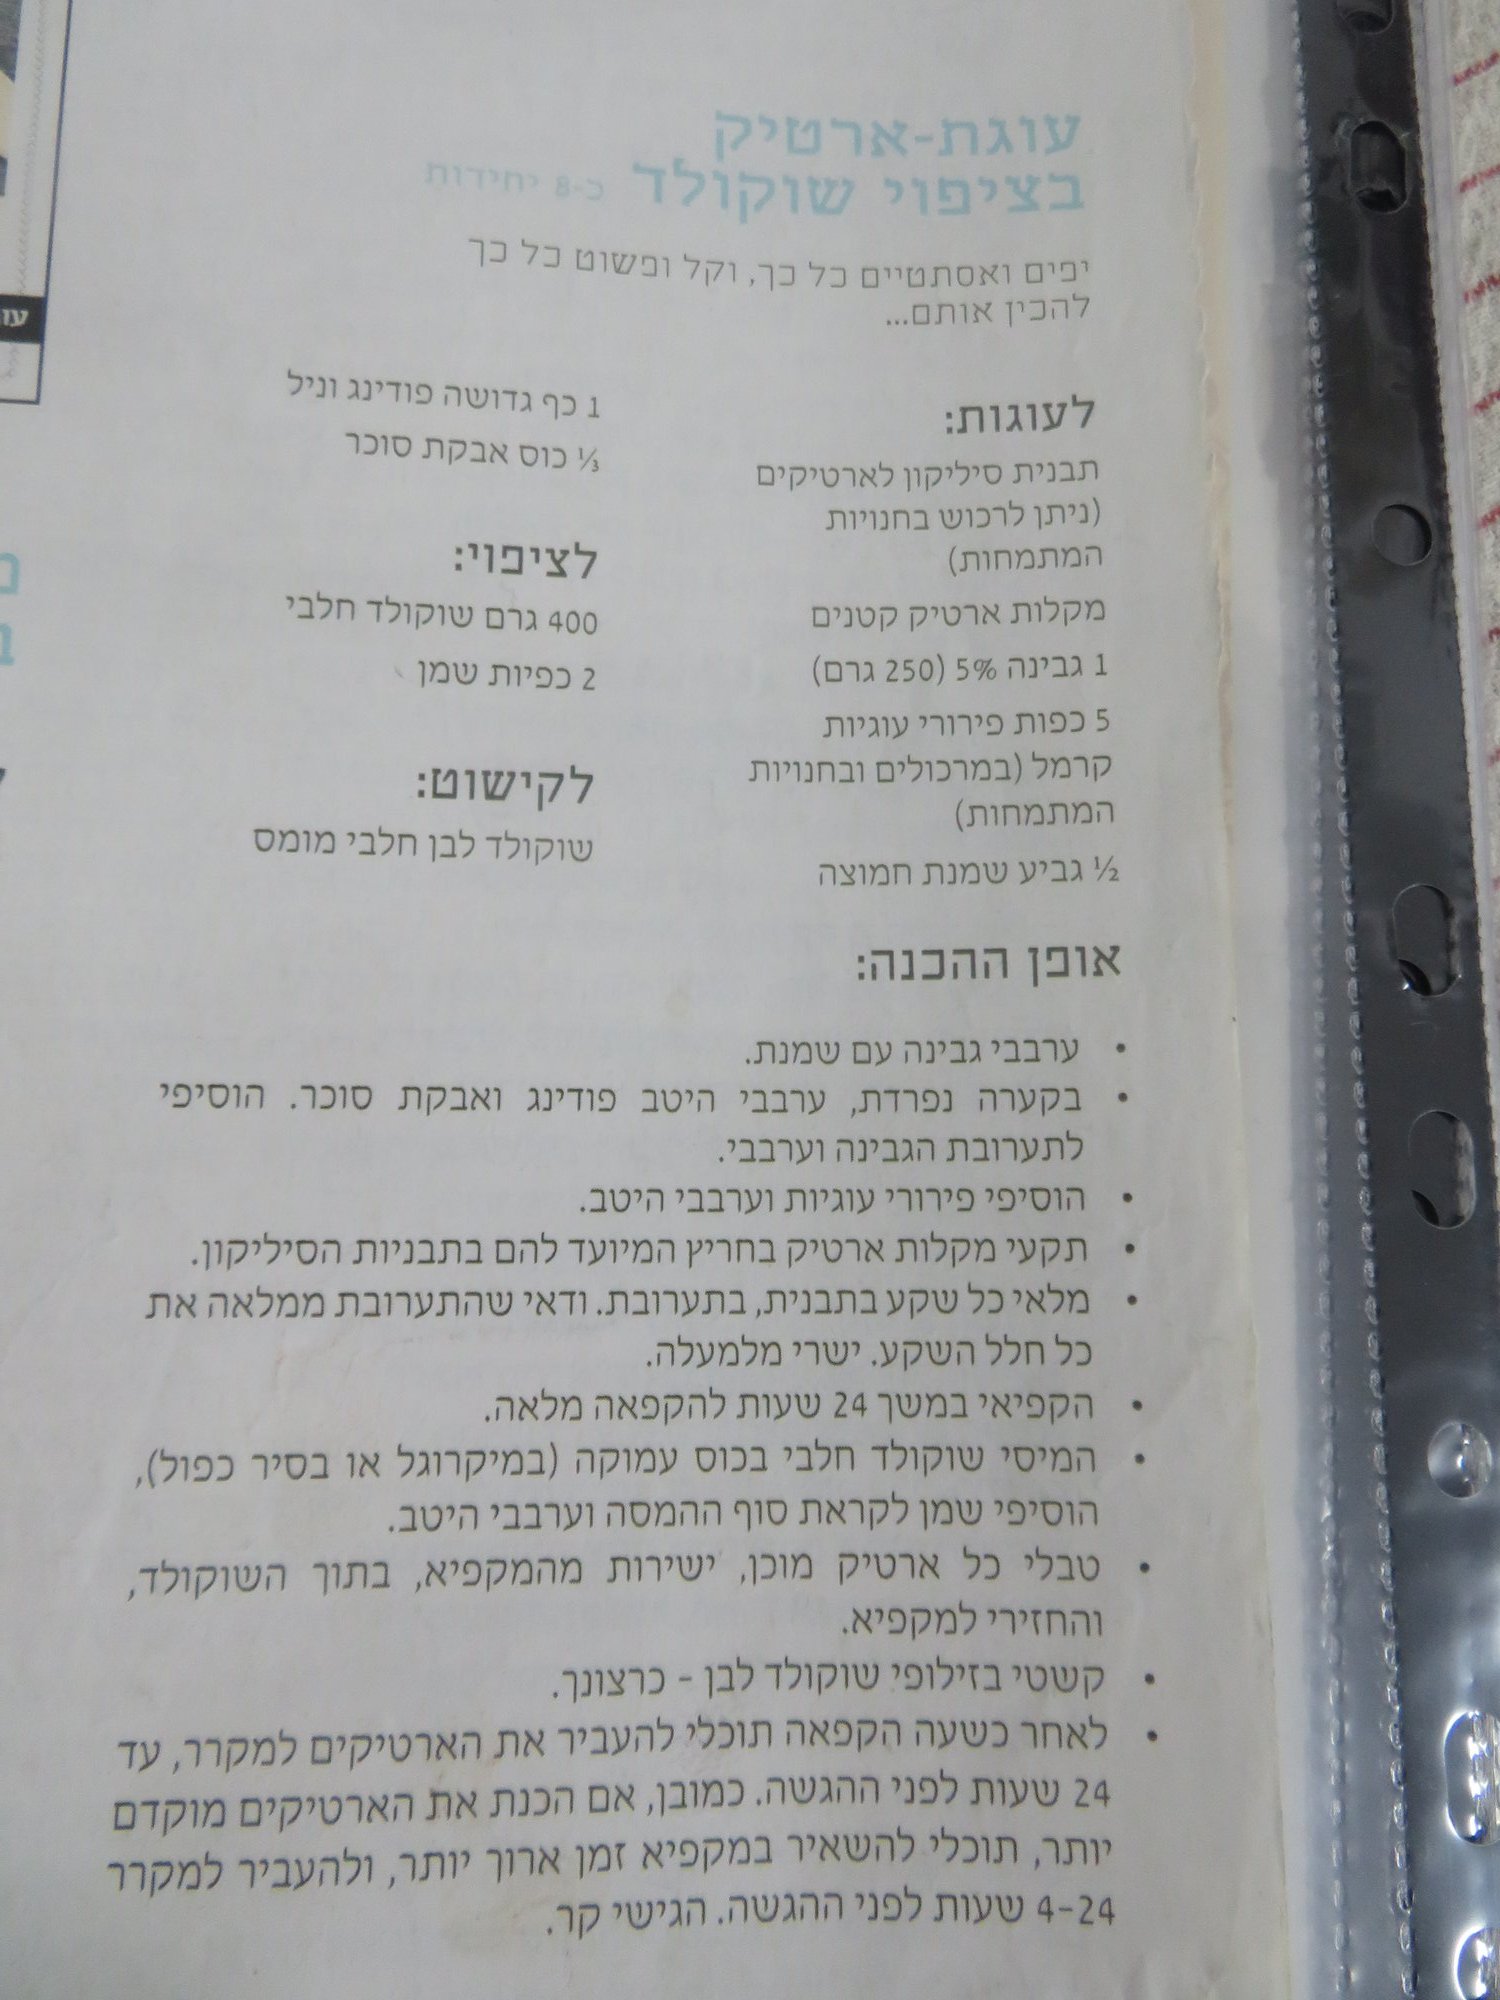 עוגת-ארטיק
בציפוי שוקולד כ-8 יחידות
יפים ואסתטיים כל כך, וקל ופשוט כל כך
להכין אותם...
לעוגות:
תבנית סיליקון לארטיקים
(ניתן לרכוש בחנויות
המתמחות)
מקלות ארטיק קטנים
1 גבינה 5% (250 גרם)
5 כפות פירורי עוגיות
קרמל (במרכולים ובחנויות
המתמחות)
½ גביע שמנת חמוצה
1 כף גדושה פודינג וניל
⅓ כוס אבקת סוכר
לציפוי:
400 גרם שוקולד חלבי
2 כפיות שמן
לקישוט:
שוקולד לבן חלבי מומס
אופן ההכנה:
• ערבבי גבינה עם שמנת.
• בקערה נפרדת, ערבבי היטב פודינג ואבקת סוכר. הוסיפי
לתערובת הגבינה וערבבי.
• הוסיפי פירורי עוגיות וערבבי היטב.
• תקעי מקלות ארטיק בחריץ המיועד להם בתבניות הסיליקון.
• מלאי כל שקע בתבנית, בתערובת. ודאי שהתערובת ממלאה את
כל חלל השקע. ישרי מלמעלה.
• הקפיאי במשך 24 שעות להקפאה מלאה.
• המיסי שוקולד חלבי בכוס עמוקה (במיקרוגל או בסיר כפול),
הוסיפי שמן לקראת סוף ההמסה וערבבי היטב.
• טבלי כל ארטיק מוכן, ישירות מהמקפיא, בתוך השוקולד,
והחזירי למקפיא.
• קשטי בזילופי שוקולד לבן - כרצונך.
• לאחר כשעה הקפאה תוכלי להעביר את הארטיקים למקרר, עד
24 שעות לפני ההגשה. כמובן, אם הכנת את הארטיקים מוקדם
יותר, תוכלי להשאיר במקפיא זמן ארוך יותר, ולהעביר למקרר
4-24 שעות לפני ההגשה. הגישי קר.